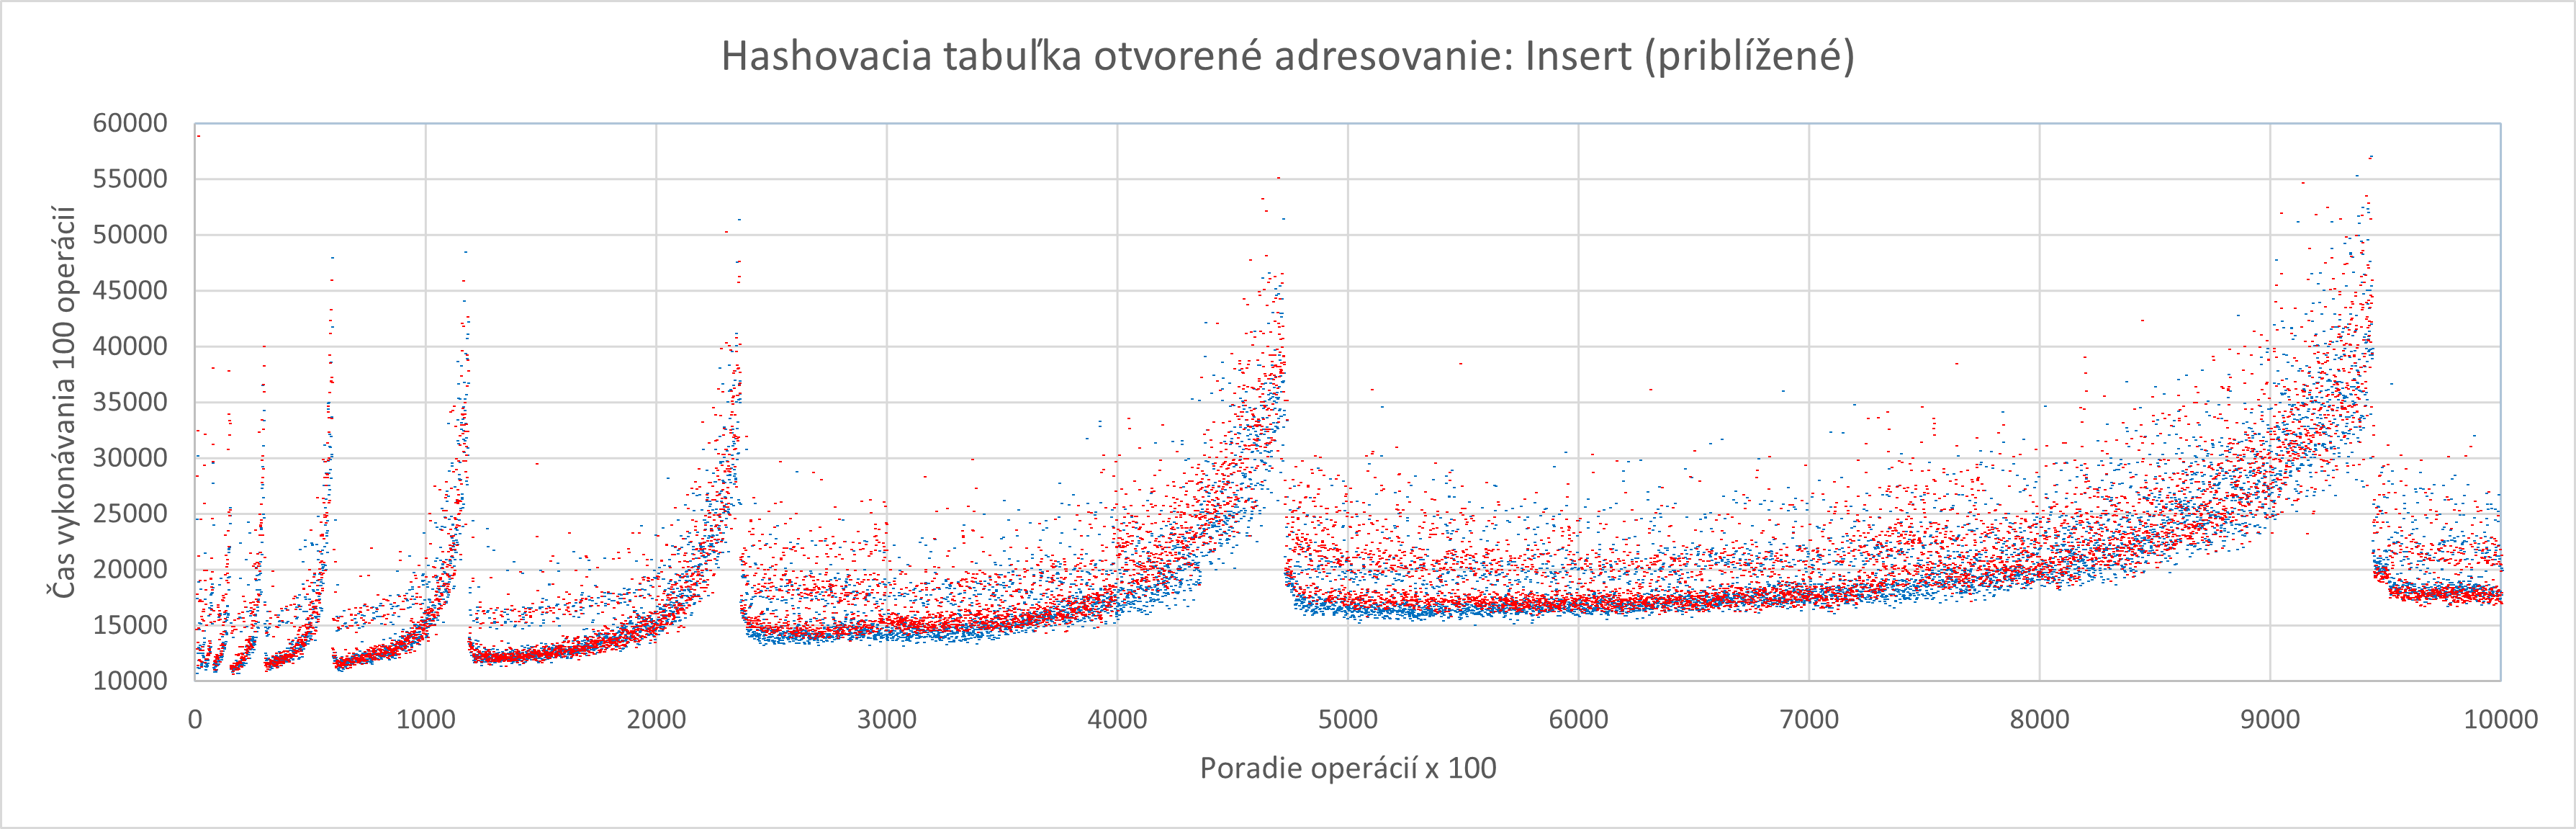 Hashovacia tabuľka otvorené adresovanie: Insert (priblížené)
Čas vykonávania 100 operácií
60000
55000
50000
45000
40000
35000
30000
25000
20000
15000
10000
0 1000 2000 3000 4000 5000 6000 7000 8000 9000 10000
Poradie operácií x 100